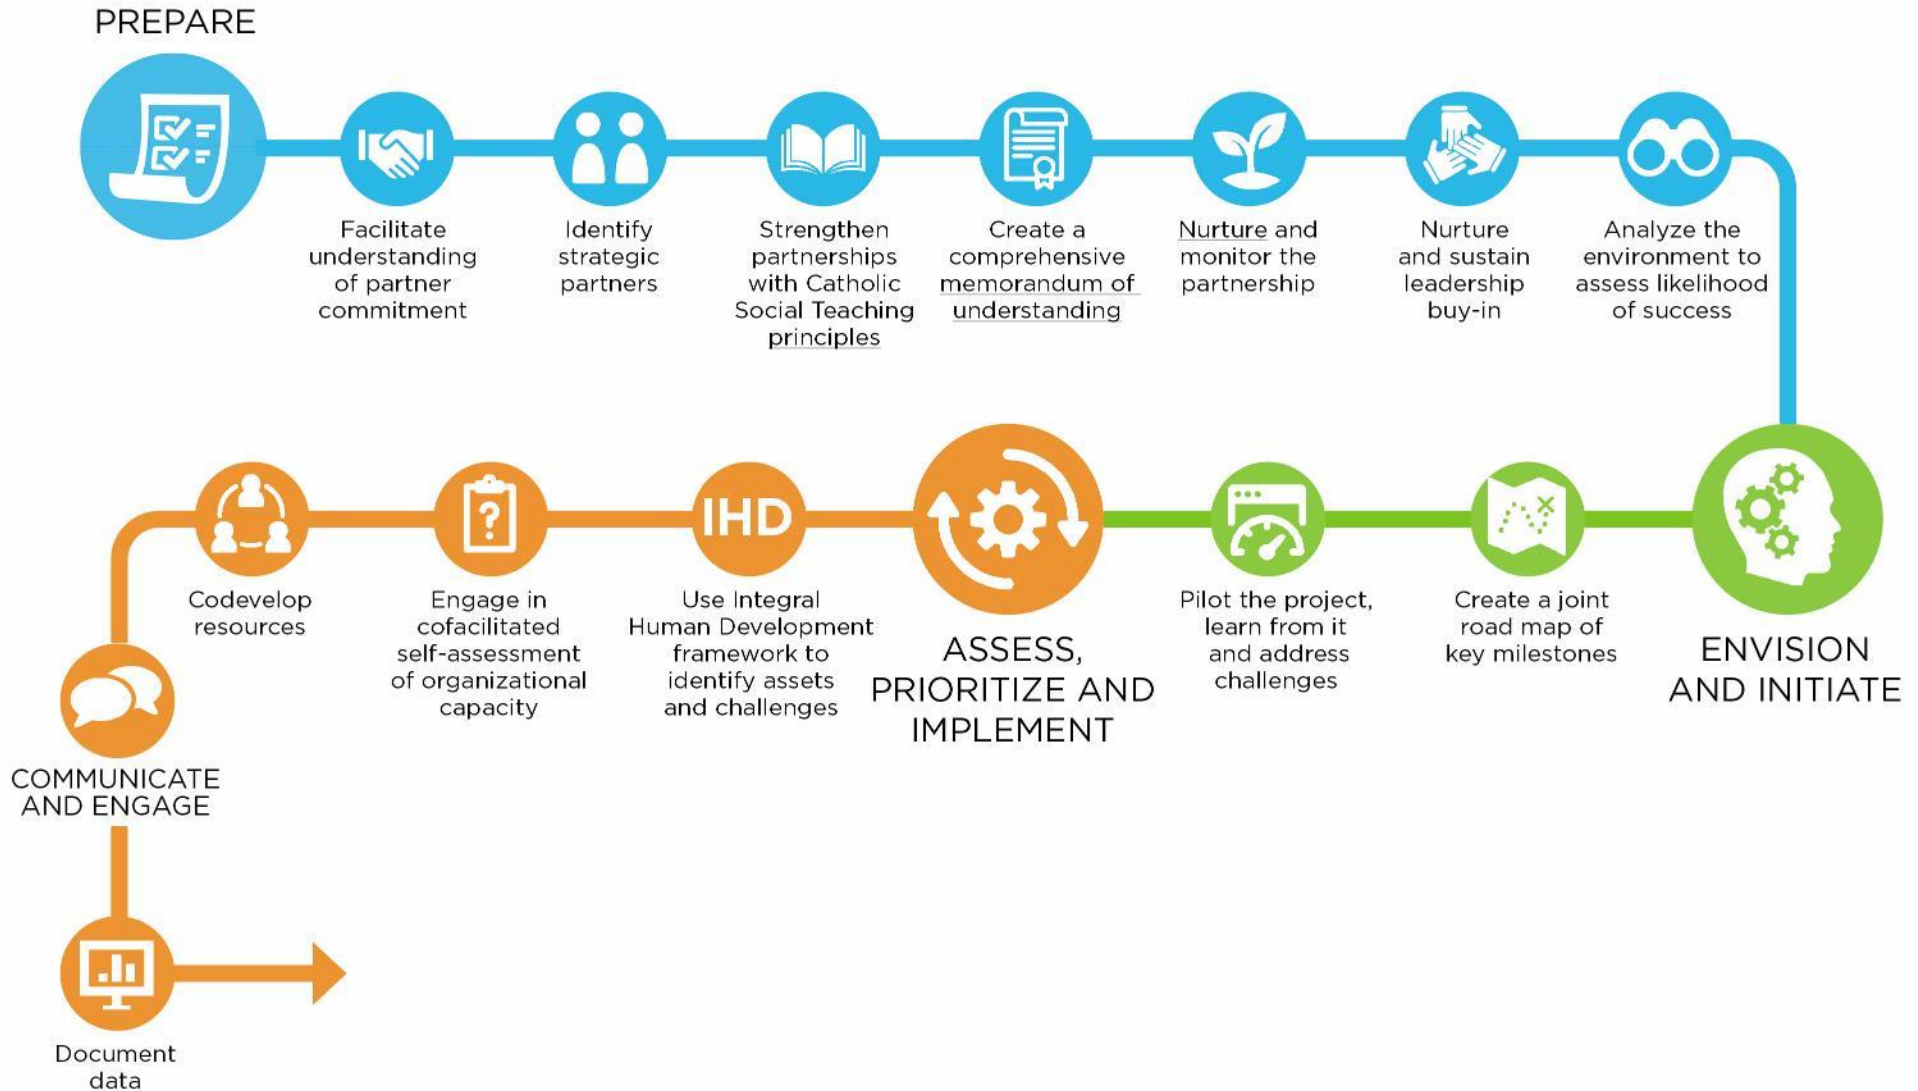 PREPARE
Facilitate
understanding
of partner
commitment
Identify
strategic
partners
Strengthen
partnerships
with Catholic
Social Teaching
principles
Create a
comprehensive
memorandum of
understanding
Nurture and
monitor the
partnership
Nurture
and sustain
leadership
buy-in
Analyze the
environment to
assess likelihood
of success
ENVISION
AND INITIATE
Create a joint
road map of
key milestones
Pilot the project,
learn from it
and address
challenges
ASSESS,
PRIORITIZE AND
IMPLEMENT
IHD
Use Integral
Human Development
framework to
identify assets
and challenges
?
Engage in
cofacilitated
self-assessment
of organizational
capacity
Codevelop
resources
COMMUNICATE
AND ENGAGE
Document
data